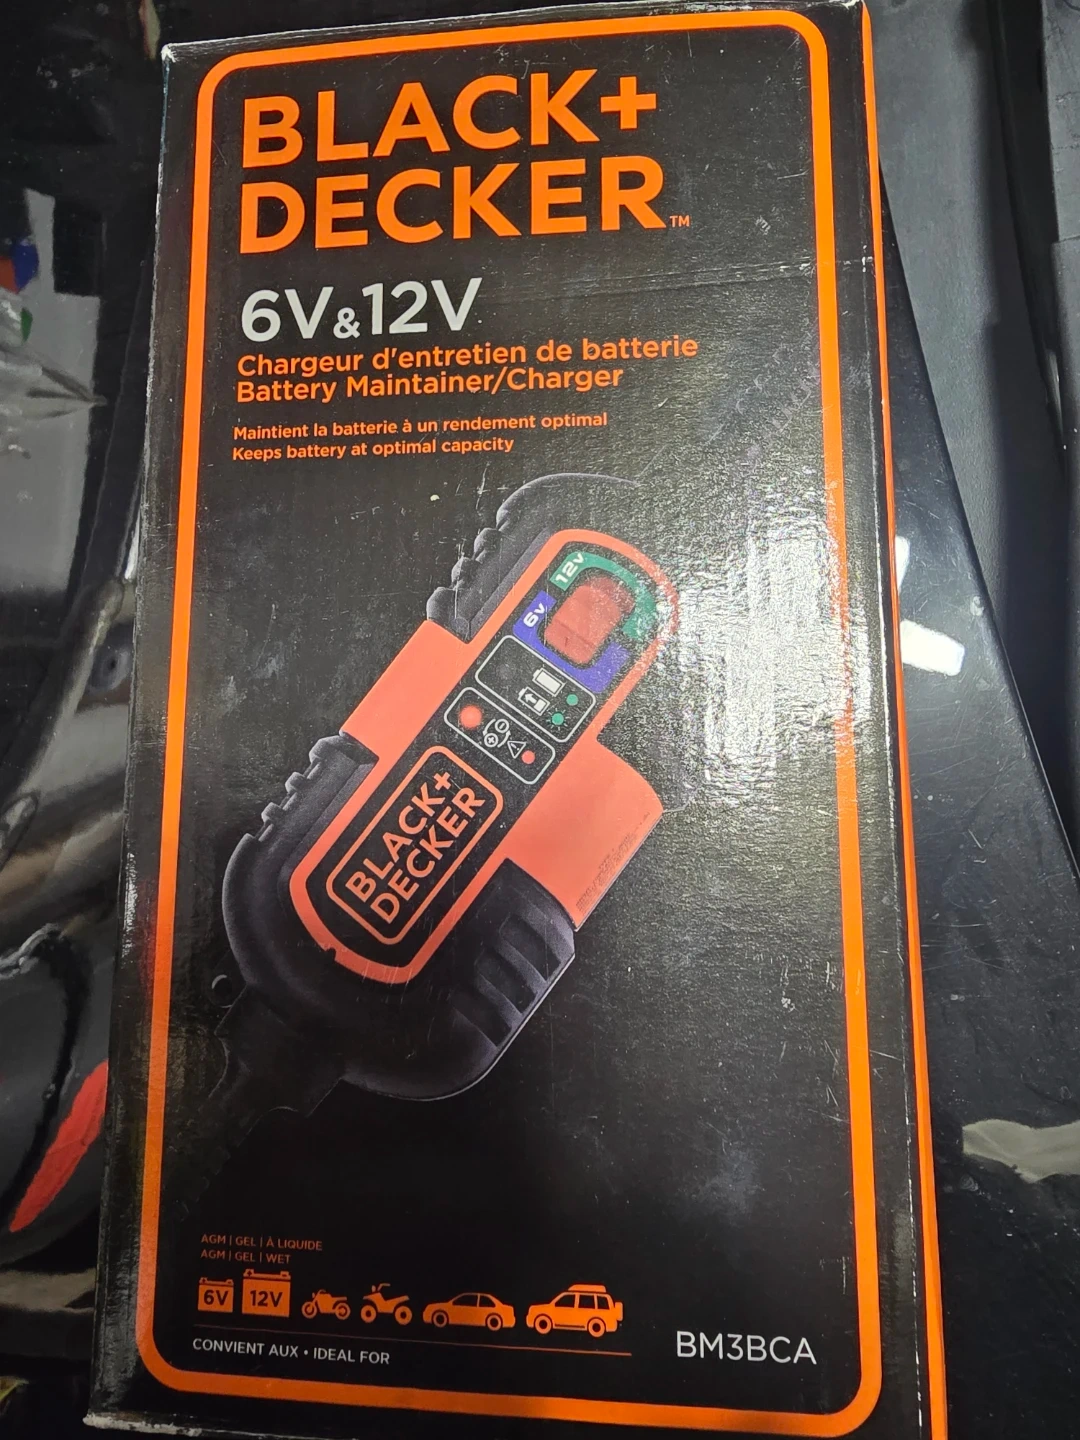 BLACK+
DECKER™
6V&12V
Chargeur d'entretien de batterie
Battery Maintainer/Charger
Maintient la batterie à un rendement optimal
Keeps battery at optimal capacity
12V
6V
BLACK+
DECKER
AGM | GEL | À LIQUIDE
AGM | GEL | WET
6V 12V
CONVIENT AUX • IDEAL FOR
BM3BCA